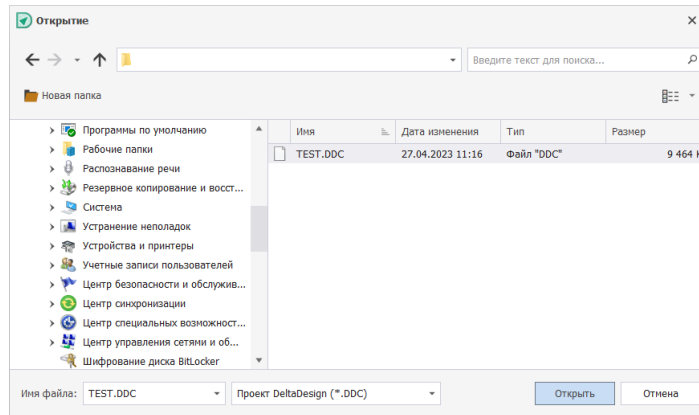 Открытие
Введите текст для поиска...
Новая папка
Имя Дата изменения Тип Размер
TEST.DDC 27.04.2023 11:16 Файл "DDC" 9 464
Программы по умолчанию
Рабочие папки
Распознавание речи
Резервное копирование и восст...
Система
Устранение неполадок
Устройства и принтеры
Учетные записи пользователей
Центр безопасности и обслужив...
Центр синхронизации
Центр специальных возможност...
Центр управления сетями и об...
Шифрование диска BitLocker
Имя файла: TEST.DDC Проект DeltaDesign (*.DDC) Открыть Отмена